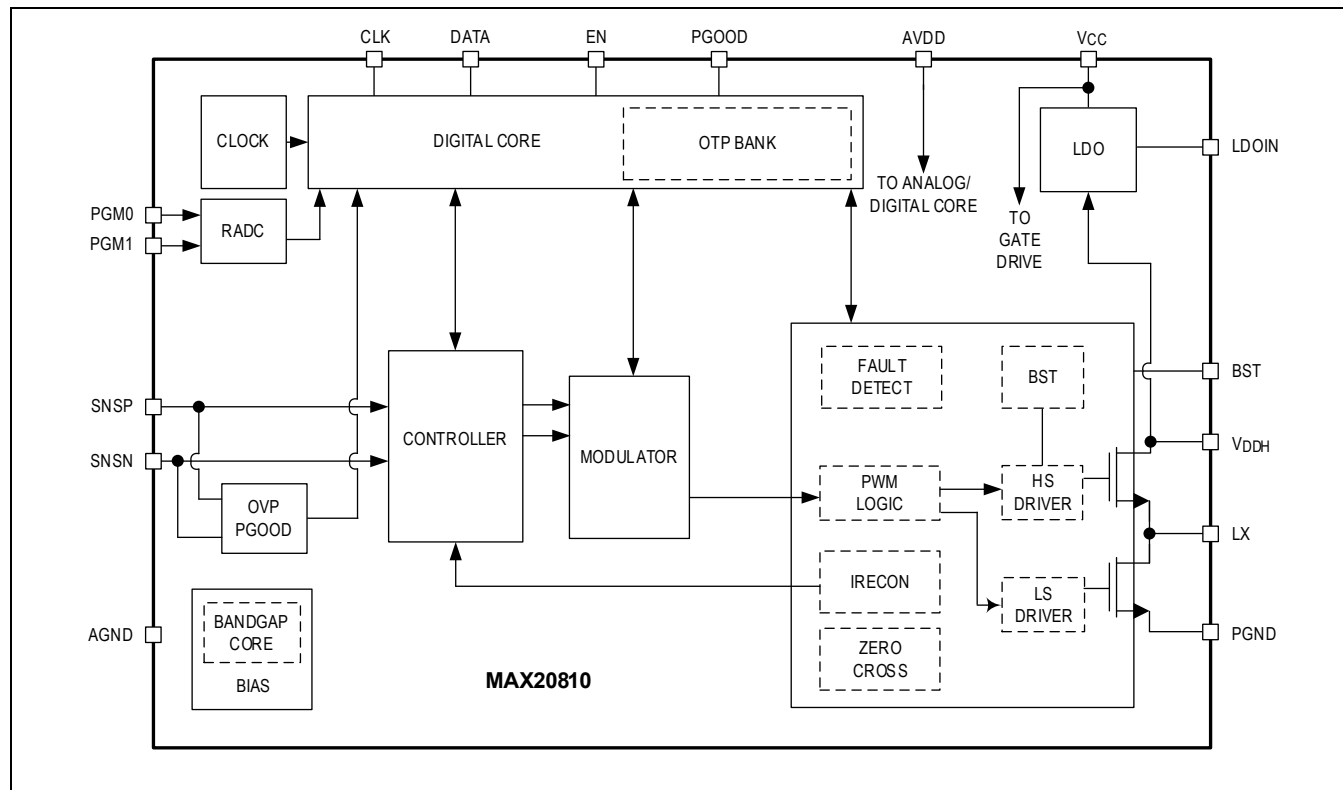 CLK
DATA
EN
PGOOD
AVDD
VCC
CLOCK
DIGITAL CORE
OTP BANK
LDO
LDOIN
TO ANALOG/
DIGITAL CORE
TO
GATE
DRIVE
PGM0
PGM1
RADC
FAULT
DETECT
BST
BST
SNSP
SNSN
CONTROLLER
MODULATOR
VDDH
OVP
PGOOD
PWM
LOGIC
HS
DRIVER
LX
IRECON
LS
DRIVER
AGND
BANDGAP
CORE
BIAS
ZERO
CROSS
PGND
MAX20810